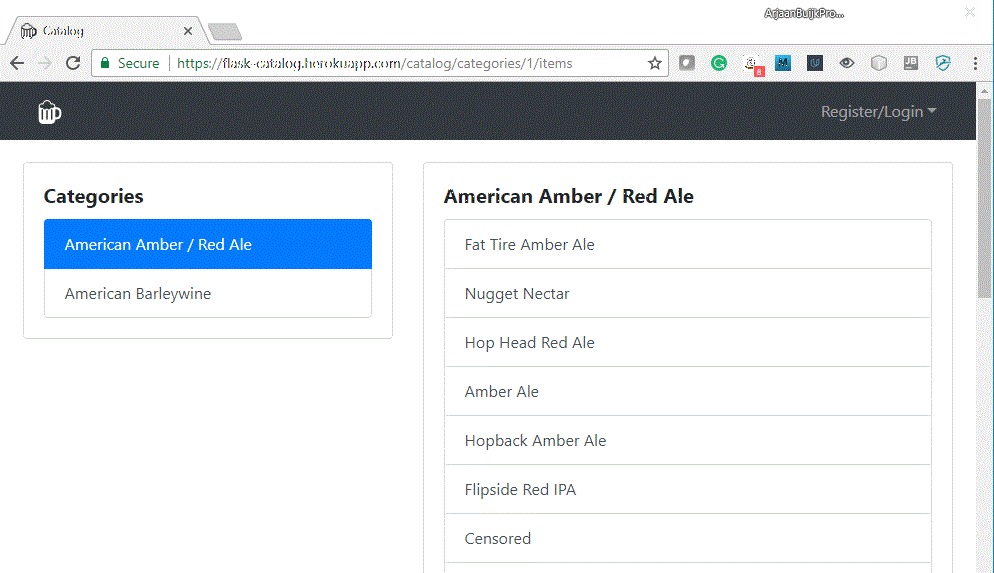 ArjaanBuijkPro...
Catalog
Secure https://flask-catalog.herokuapp.com/catalog/categories/1/items
8
JB
Register/Login
Categories
American Amber / Red Ale
American Barleywine
American Amber / Red Ale
Fat Tire Amber Ale
Nugget Nectar
Hop Head Red Ale
Amber Ale
Hopback Amber Ale
Flipside Red IPA
Censored